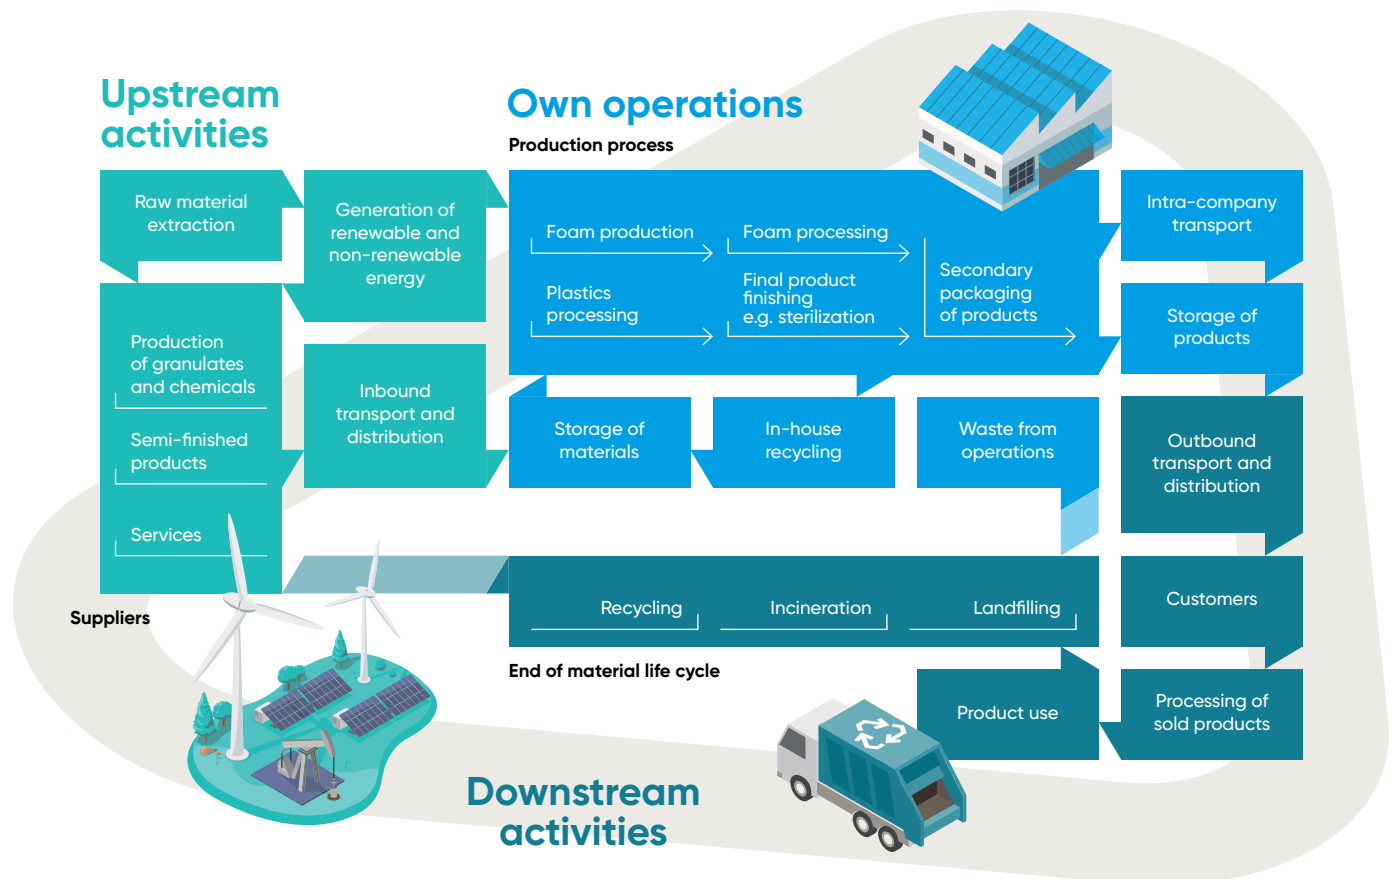 Upstream
activities
Raw material
extraction
Generation of
renewable and
non-renewable
energy
Production
of granulates
and chemicals
Semi-finished
products
Services
Suppliers
Inbound
transport and
distribution
Own operations
Production process
Foam production
Foam processing
Plastics
processing
Final product
finishing
e.g. sterilization
Secondary
packaging
of products
Intra-company
transport
Storage of
products
Storage of
materials
In-house
recycling
Waste from
operations
Outbound
transport and
distribution
Customers
Processing of
sold products
Product use
Recycling
Incineration
Landfilling
End of material life cycle
Downstream
activities